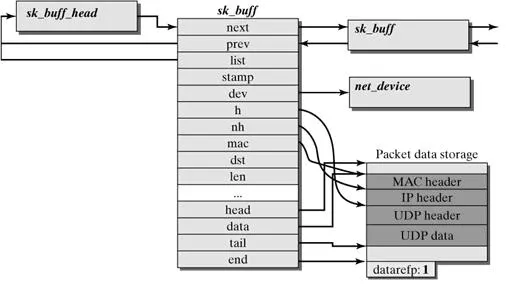 sk_buff_head
sk_buff
next
prev
list
stamp
dev
h
nh
mac
dst
len
...
head
data
tail
end
sk_buff
net_device
Packet data storage
MAC header
IP header
UDP header
UDP data
datarefp: 1